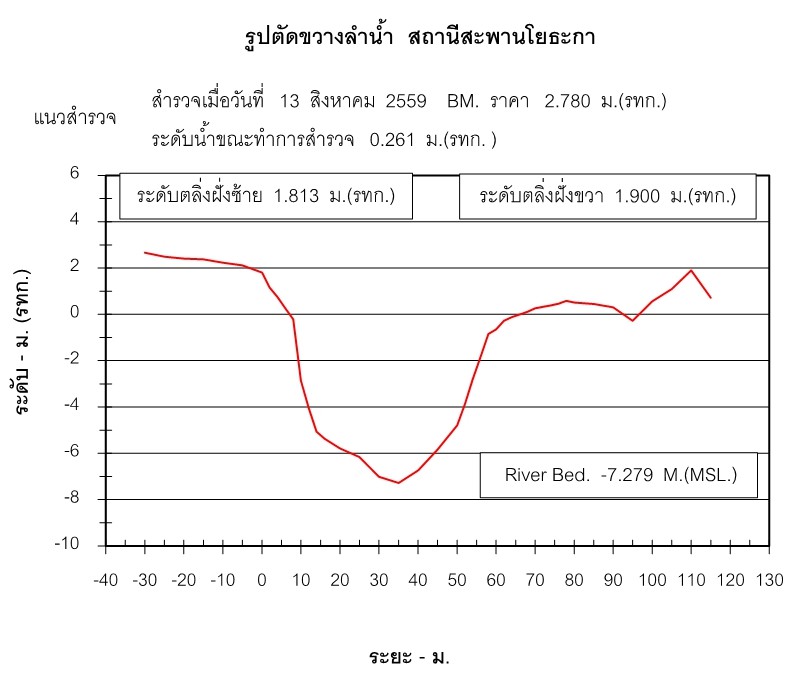 รูปตัดขวางลำน้ำ สถานีสะพานโยธะกา
แนวสำรวจ
สำรวจเมื่อวันที่ 13 สิงหาคม 2559 BM. ราคา 2.780 ม.(รทก.)
ระดับน้ำขณะทำการสำรวจ 0.261 ม.(รทก. )
ระดับตลิ่งฝั่งซ้าย 1.813 ม.(รทก.)
ระดับตลิ่งฝั่งขวา 1.900 ม.(รทก.)
ระดับ - ม. (รทก.)
6
4
2
0
-2
-4
-6
-8
-10
River Bed. -7.279 M.(MSL.)
-40 -30 -20 -10 0 10 20 30 40 50 60 70 80 90 100 110 120 130
ระยะ - ม.